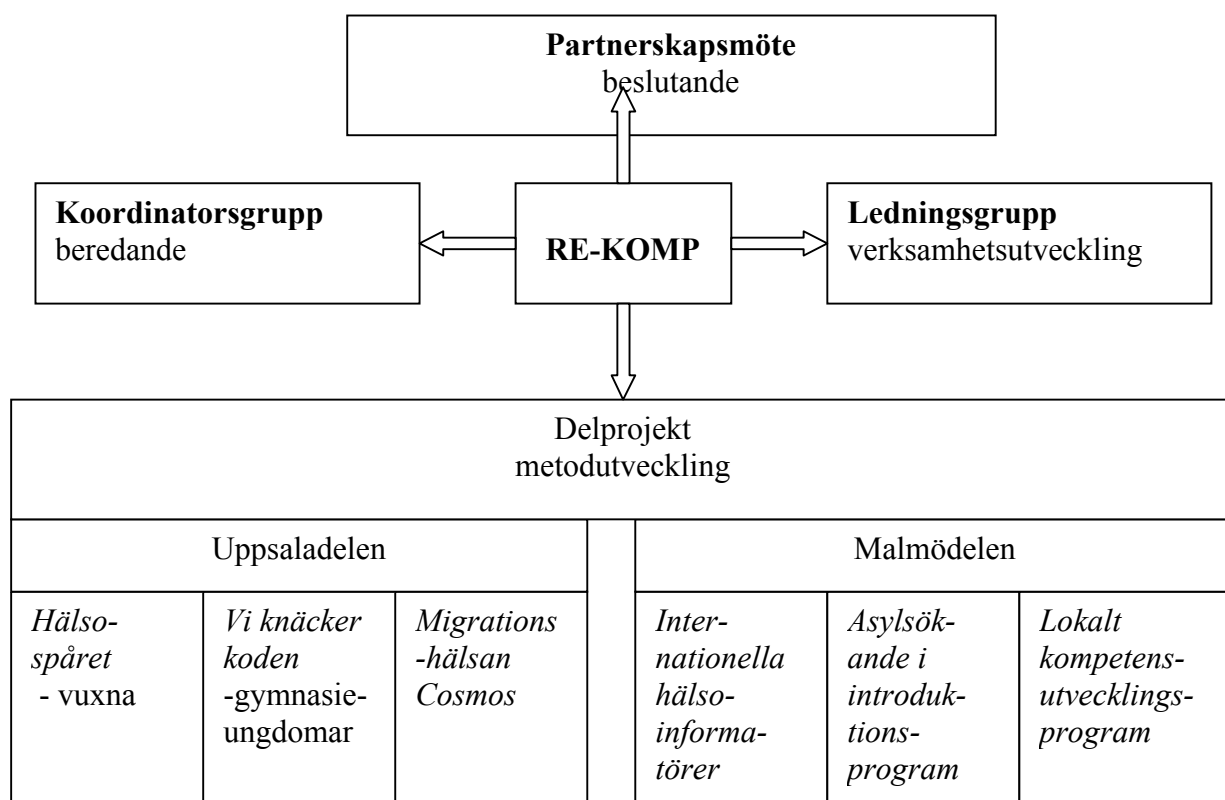 Partnerskapsmöte
beslutande
Koordinatorsgrupp
beredande
RE-KOMP
Ledningsgrupp
verksamhetsutveckling
Delprojekt
metodutveckling
Uppsaladelen
Malmödelen
Hälso-
spåret
- vuxna
Vi knäcker
koden
-gymnasie-
ungdomar
Migrations
-hälsan
Cosmos
Inter-
nationella
hälso-
informa-
törer
Asylsök-
ande i
introduk-
tions-
program
Lokalt
kompetens-
utvecklings-
program